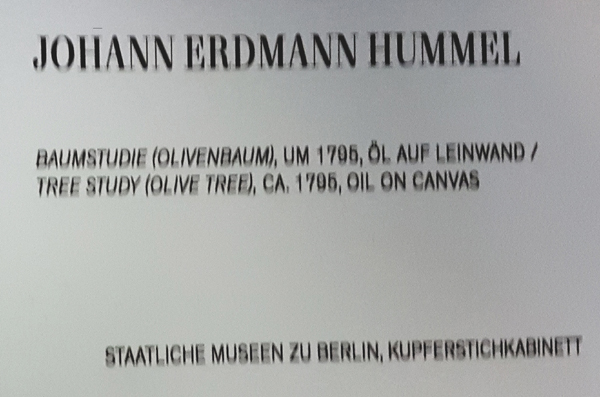 JOHANN ERDMANN HUMMEL
BAUMSTUDIE (OLIVENBAUM), UM 1795, ÖL AUF LEINWAND /
TREE STUDY (OLIVE TREE), CA. 1795, OIL ON CANVAS
STAATLICHE MUSEEN ZU BERLIN, KUPFERSTICHKABINETT